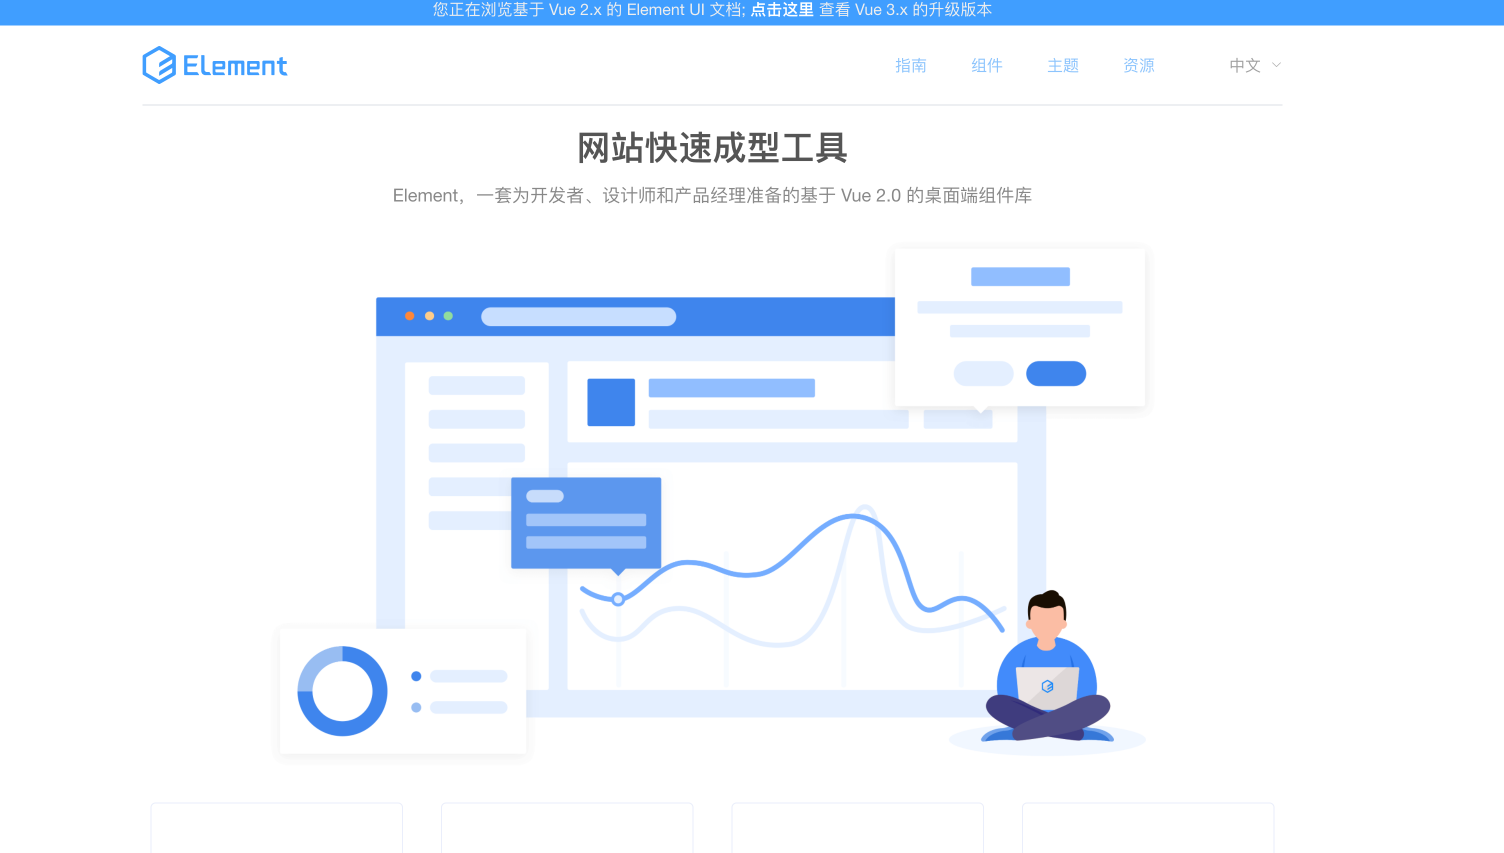 您正在浏览基于 Vue 2.x 的 Element UI 文档; 点击这里 查看 Vue 3.x 的升级版本
Element
指南 组件 主题 资源 中文
网站快速成型工具
Element，一套为开发者、设计师和产品经理准备的基于 Vue 2.0 的桌面端组件库